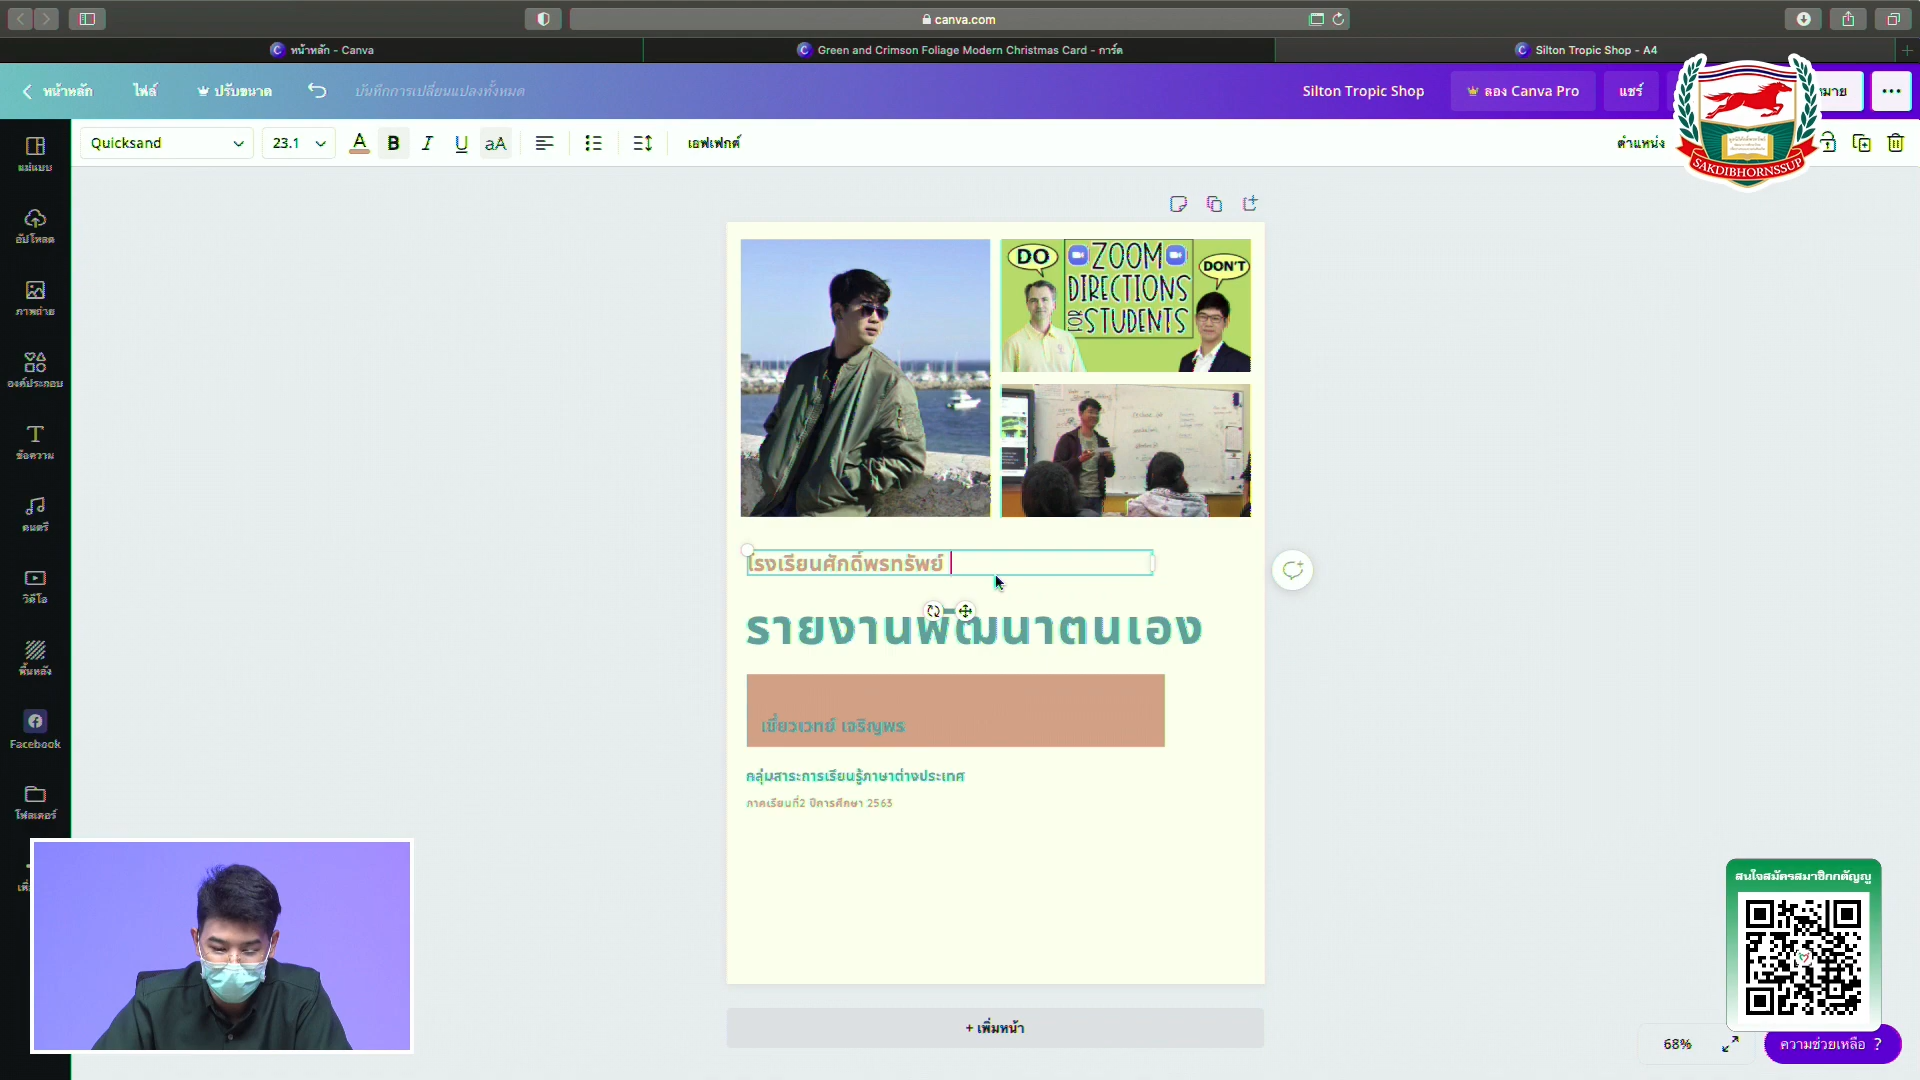 canva.com
หน้าหลัก - Canva
Green and Crimson Foliage Modern Christmas Card - การ์ด
Silton Tropic Shop - A4
หน้าหลัก
ไฟล์
ปรับขนาด
บันทึกการเปลี่ยนแปลงทั้งหมด
Silton Tropic Shop
ลอง Canva Pro
แชร์
Quicksand
23.1
A
B
I
U
aA
เอฟเฟกต์
ตำแหน่ง
SAKDIBHORNSSUP
แม่แบบ
อัปโหลด
ภาพถ่าย
องค์ประกอบ
ข้อความ
ดนตรี
วิดีโอ
พื้นหลัง
Facebook
โฟลเดอร์
DO
ZOOM
DON'T
DIRECTIONS
FOR STUDENTS
โรงเรียนศักดิ์พรทรัพย์
รายงานพัฒนาตนเอง
เชี่ยวเวทย์ เจริญพร
กลุ่มสาระการเรียนรู้ภาษาต่างประเทศ
ภาคเรียนที่2 ปีการศึกษา 2563
+ เพิ่มหน้า
สนใจสมัครสมาชิกกตัญญู
68%
ความช่วยเหลือ ?